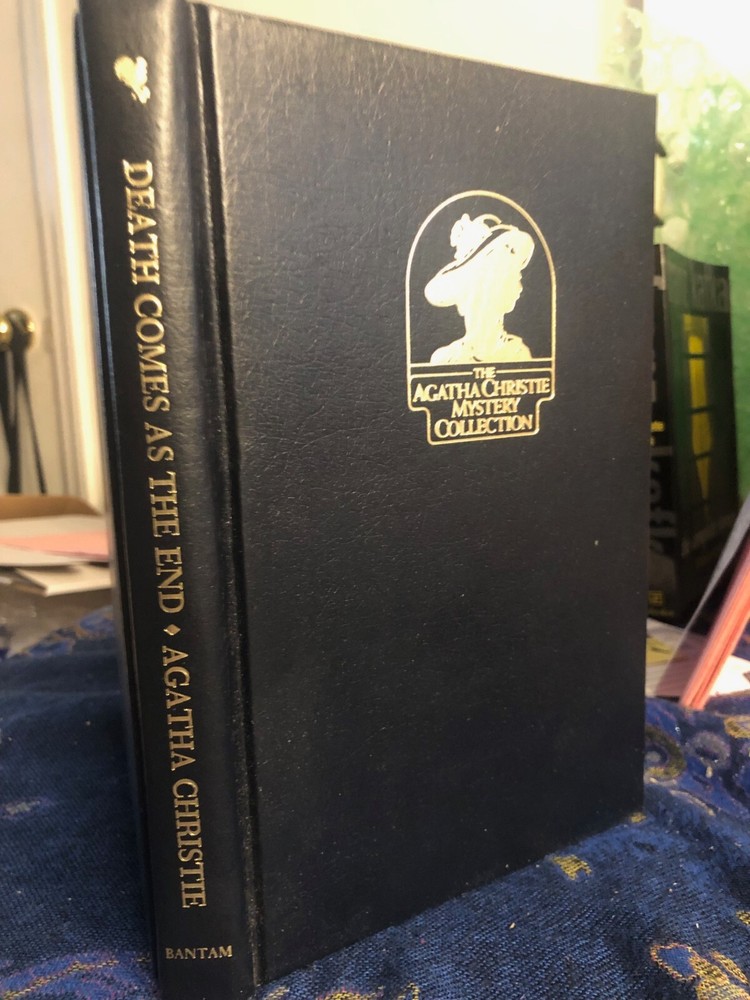 DEATH COMES AS THE END ◆ AGATHA CHRISTIE
BANTAM
THE
AGATHA CHRISTIE
MYSTERY
COLLECTION